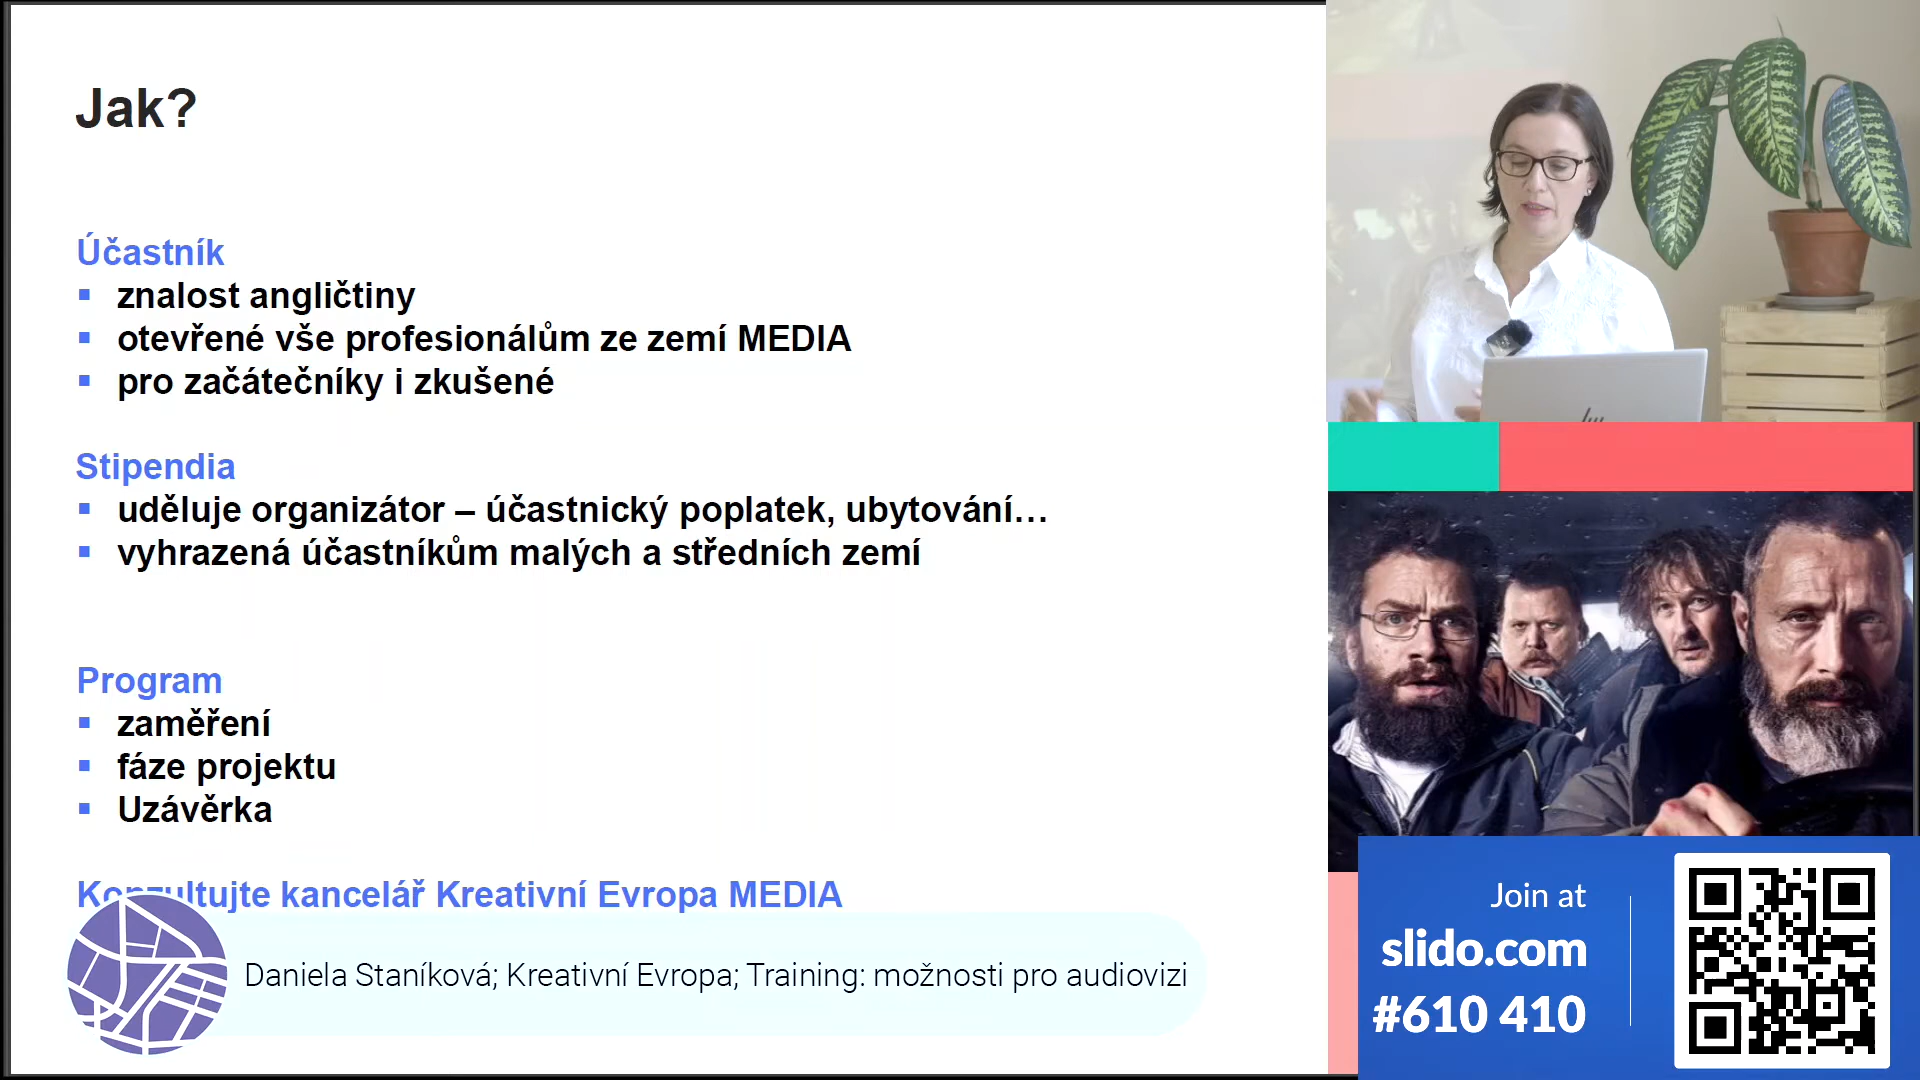 Jak?
Účastník
znalost angličtiny
otevřené vše profesionálům ze zemí MEDIA
pro začátečníky i zkušené
Stipendia
uděluje organizátor – účastnický poplatek, ubytování…
vyhrazená účastníkům malých a středních zemí
Program
zaměření
fáze projektu
Uzávěrka
Konzultujte kancelář Kreativní Evropa MEDIA
Daniela Staníková; Kreativní Evropa; Training: možnosti pro audiovizi
hp
Join at
slido.com
#610 410